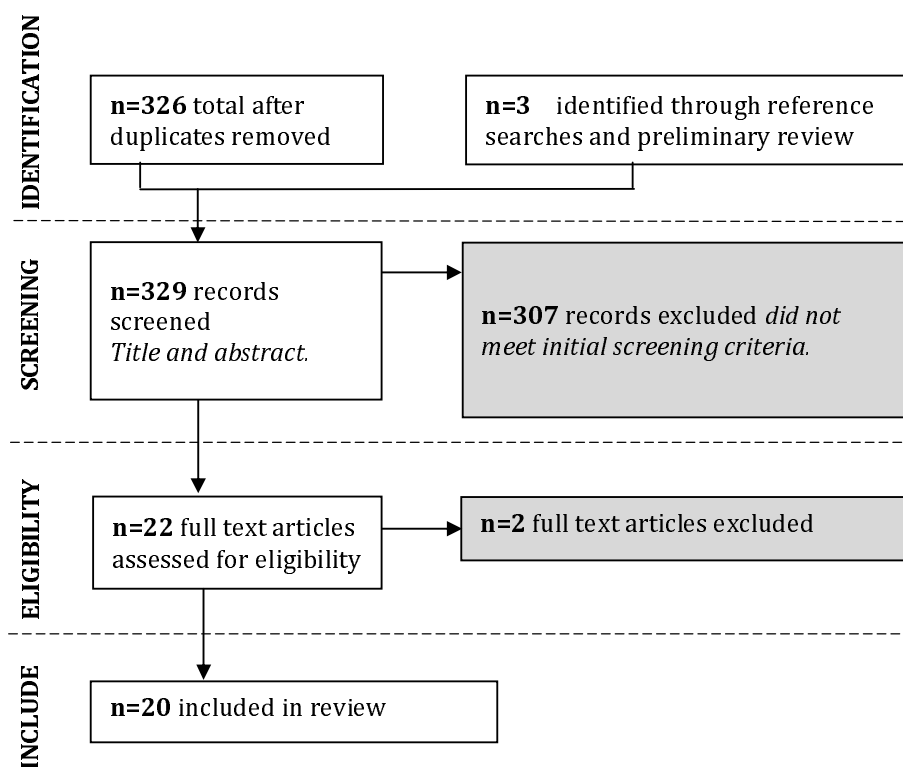 IDENTIFICATION
n=326 total after
duplicates removed
n=3 identified through reference
searches and preliminary review
SCREENING
n=329 records
screened
Title and abstract.
n=307 records excluded did not
meet initial screening criteria.
ELIGIBILITY
n=22 full text articles
assessed for eligibility
n=2 full text articles excluded
INCLUDE
n=20 included in review